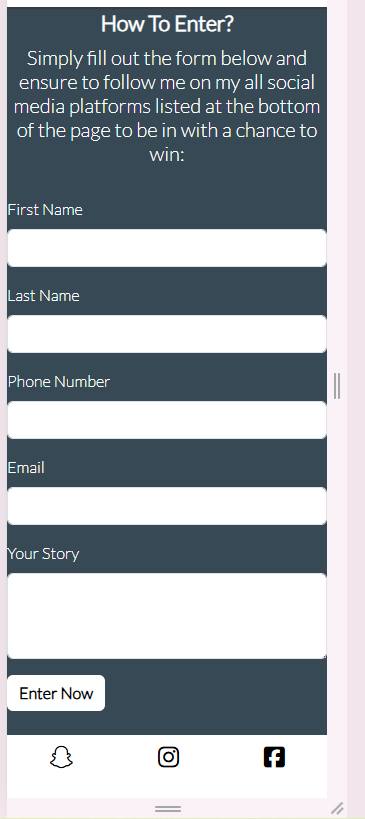 How To Enter?
Simply fill out the form below and
ensure to follow me on my all social
media platforms listed at the bottom
of the page to be in with a chance to
win:
First Name
Last Name
Phone Number
Email
Your Story
Enter Now